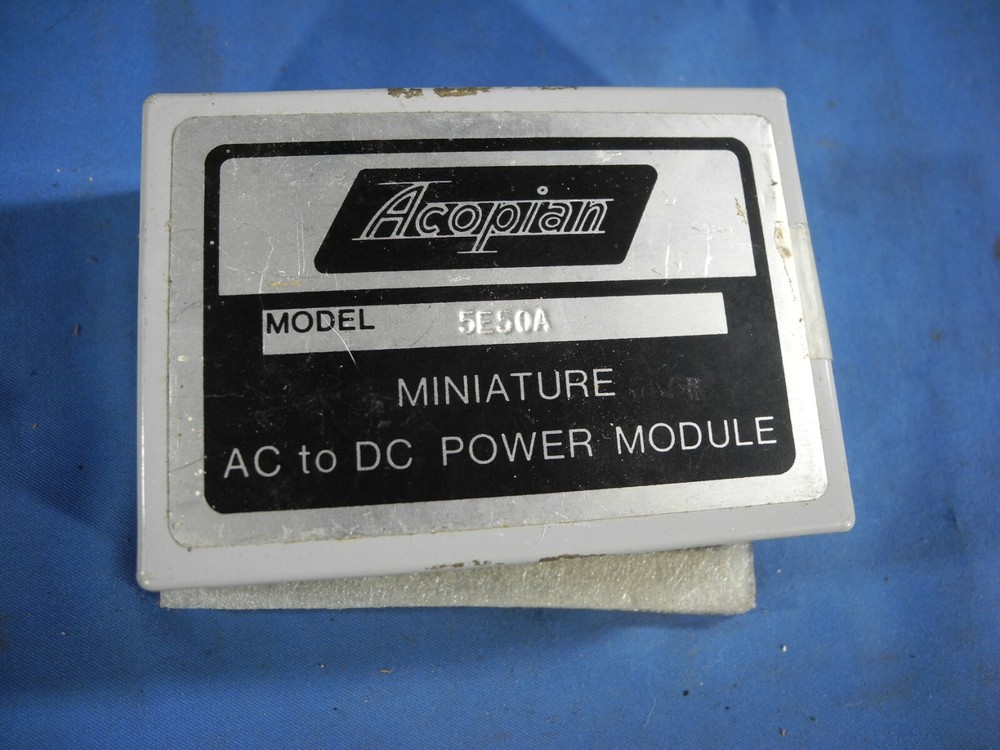 Acopian
MODEL 5E50A
MINIATURE
AC to DC POWER MODULE